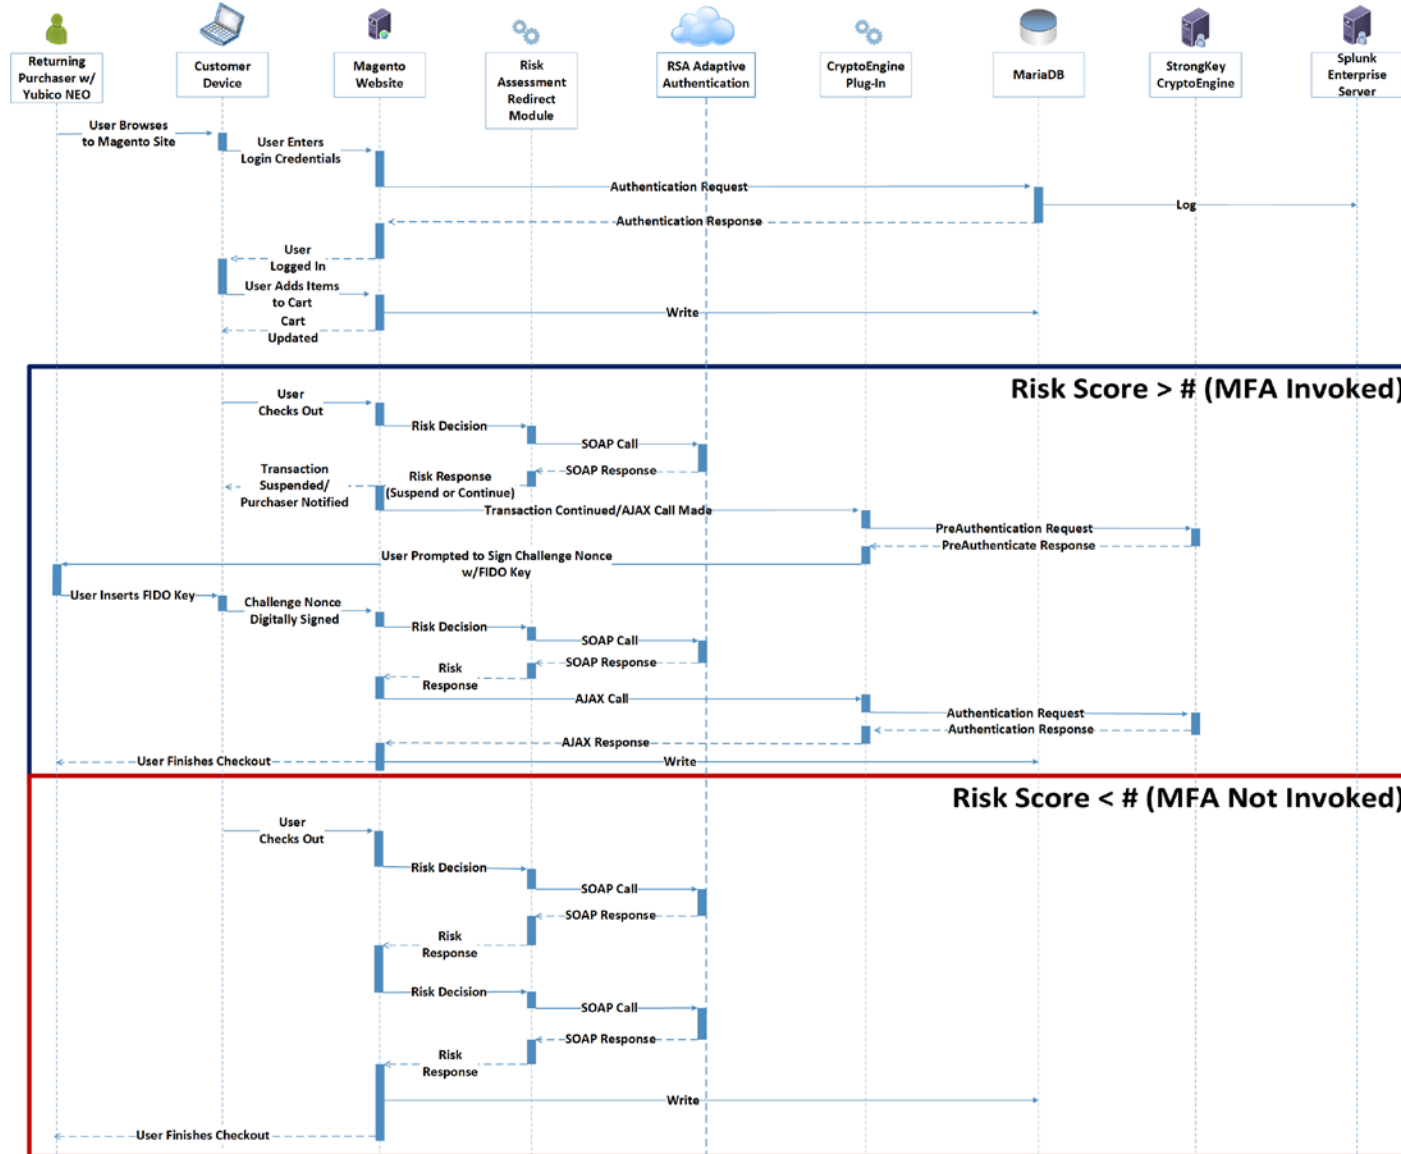 Returning
Purchaser w/
Yubico NEO
Customer
Device
Magento
Website
Risk
Assessment
Redirect
Module
RSA Adaptive
Authentication
CryptoEngine
Plug-In
MariaDB
StrongKey
CryptoEngine
Splunk
Enterprise
Server
User Browses
to Magento Site
User Enters
Login Credentials
Authentication Request
Log
Authentication Response
User
Logged In
User Adds Items
to Cart
Write
Cart
Updated
Risk Score > # (MFA Invoked)
User
Checks Out
Risk Decision
SOAP Call
SOAP Response
Transaction
Suspended/
Purchaser Notified
Risk Response
(Suspend or Continue)
Transaction Continued/AJAX Call Made
PreAuthentication Request
PreAuthenticate Response
User Prompted to Sign Challenge Nonce
w/FIDO Key
User Inserts FIDO Key
Challenge Nonce
Digitally Signed
Risk Decision
SOAP Call
SOAP Response
Risk
Response
AJAX Call
Authentication Request
Authentication Response
AJAX Response
User Finishes Checkout
Write
Risk Score < # (MFA Not Invoked)
User
Checks Out
Risk Decision
SOAP Call
SOAP Response
Risk
Response
Risk Decision
SOAP Call
SOAP Response
Risk
Response
Write
User Finishes Checkout